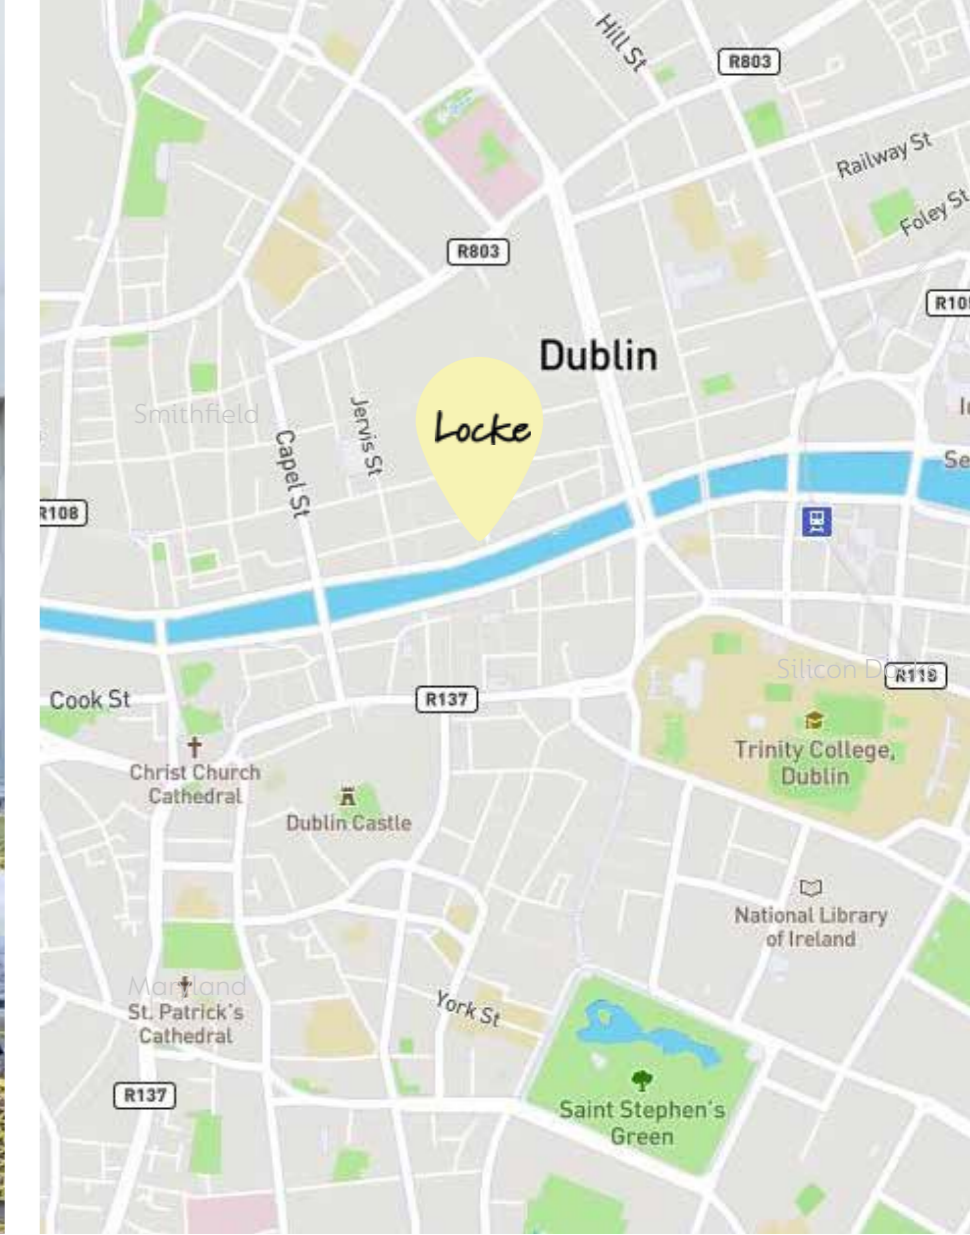 Hill St
R803
Railway St
Foley St
R803
Dublin
Smithfield
Jervis St
Locke
Capel St
Se
R108
Silicon
R118
Cook St
R137
Trinity College,
Dublin
Christ Church
Cathedral
Dublin Castle
National Library
of Ireland
Maryland
St. Patrick's
Cathedral
York St
R137
Saint Stephen's
Green